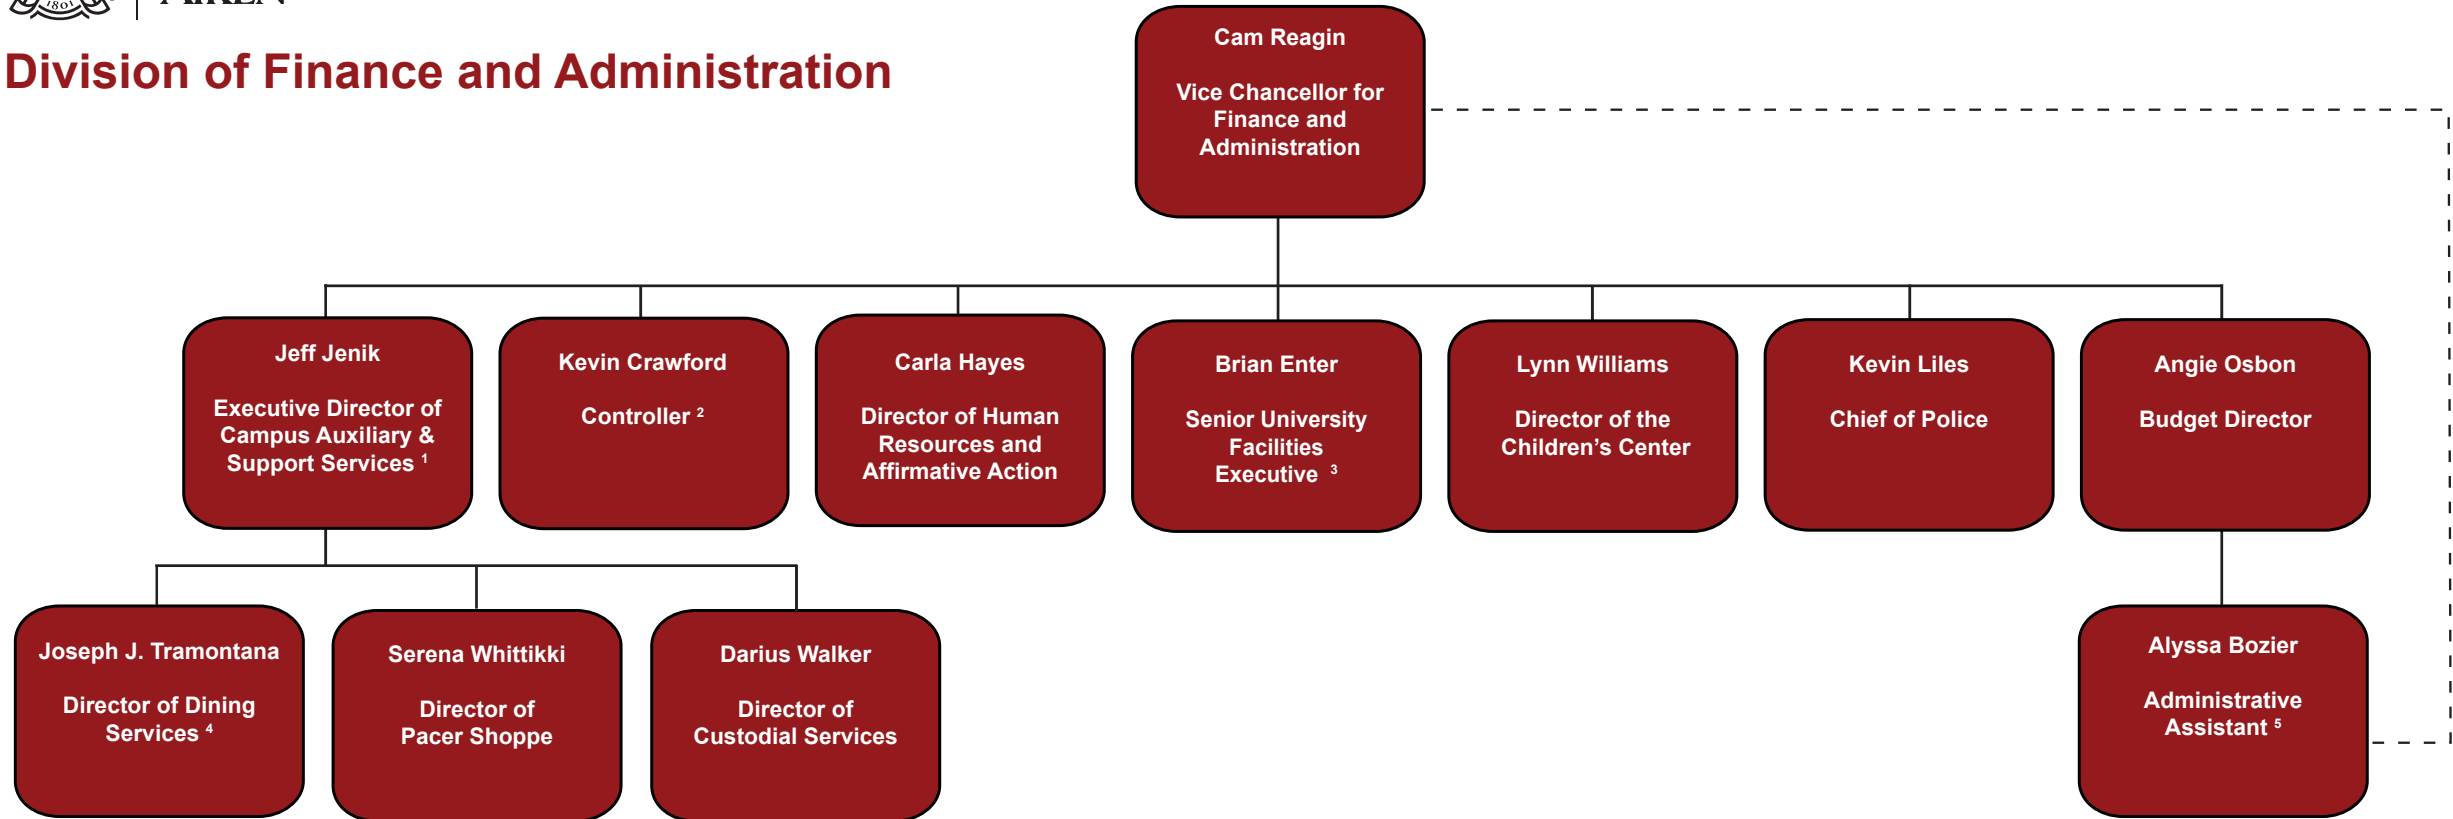 1801
AIKEN
Division of Finance and Administration
Cam Reagin
Vice Chancellor for
Finance and
Administration
Jeff Jenik
Executive Director of
Campus Auxiliary &
Support Services 1
Kevin Crawford
Controller 2
Carla Hayes
Director of Human
Resources and
Affirmative Action
Brian Enter
Senior University
Facilities
Executive 3
Lynn Williams
Director of the
Children's Center
Kevin Liles
Chief of Police
Angie Osbon
Budget Director
Joseph J. Tramontana
Director of Dining
Services 4
Serena Whittikki
Director of
Pacer Shoppe
Darius Walker
Director of
Custodial Services
Alyssa Bozier
Administrative
Assistant 5